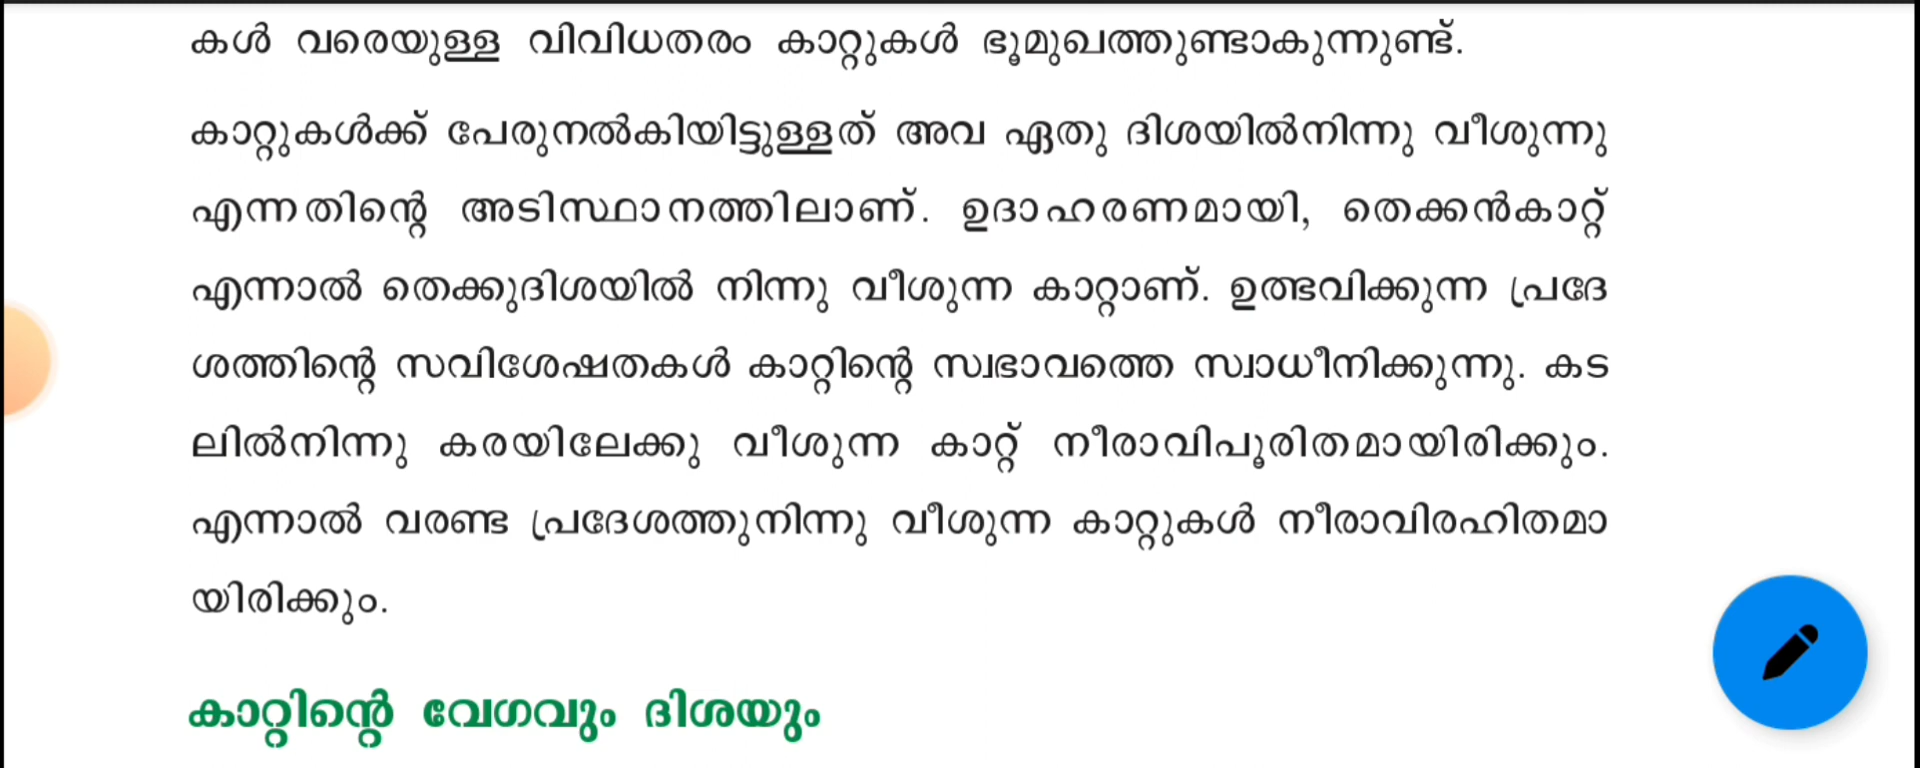 കൾ വരെയുള്ള വിവിധതരം കാറ്റുകൾ ഭൂമുഖത്തുണ്ടാകുന്നുണ്ട്.
കാറ്റുകൾക്ക് പേരുനൽകിയിട്ടുള്ളത് അവ ഏതു ദിശയിൽനിന്നു വീശുന്നു
എന്നതിന്റെ അടിസ്ഥാനത്തിലാണ്. ഉദാഹരണമായി, തെക്കൻകാറ്റ്
എന്നാൽ തെക്കുദിശയിൽ നിന്നു വീശുന്ന കാറ്റാണ്. ഉത്ഭവിക്കുന്ന പ്രദേ
ശത്തിന്റെ സവിശേഷതകൾ കാറ്റിന്റെ സ്വഭാവത്തെ സ്വാധീനിക്കുന്നു. കട
ലിൽനിന്നു കരയിലേക്കു വീശുന്ന കാറ്റ് നീരാവിപൂരിതമായിരിക്കും.
എന്നാൽ വരണ്ട പ്രദേശത്തുനിന്നു വീശുന്ന കാറ്റുകൾ നീരാവിരഹിതമാ
യിരിക്കും.
കാറ്റിന്റെ വേഗവും ദിശയും